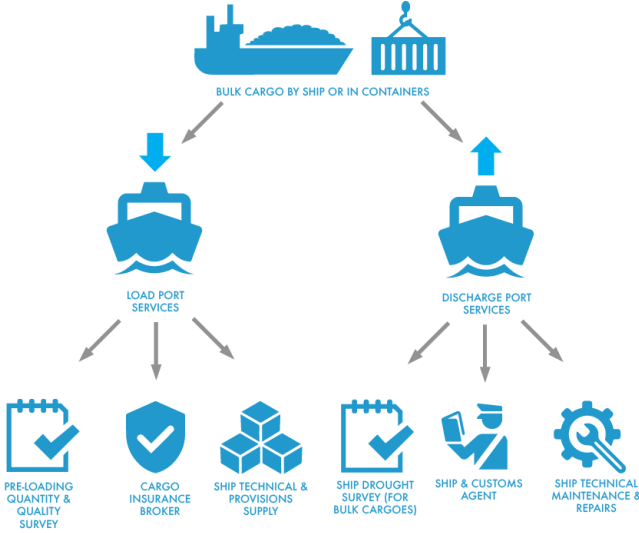 BULK CARGO BY SHIP OR IN CONTAINERS
LOAD PORT
SERVICES
DISCHARGE PORT
SERVICES
PRE-LOADING
QUANTITY &
QUALITY
SURVEY
CARGO
INSURANCE
BROKER
SHIP TECHNICAL &
PROVISIONS
SUPPLY
SHIP DROUGHT
SURVEY (FOR
BULK CARGOES)
SHIP & CUSTOMS
AGENT
SHIP TECHNICAL
MAINTENANCE &
REPAIRS